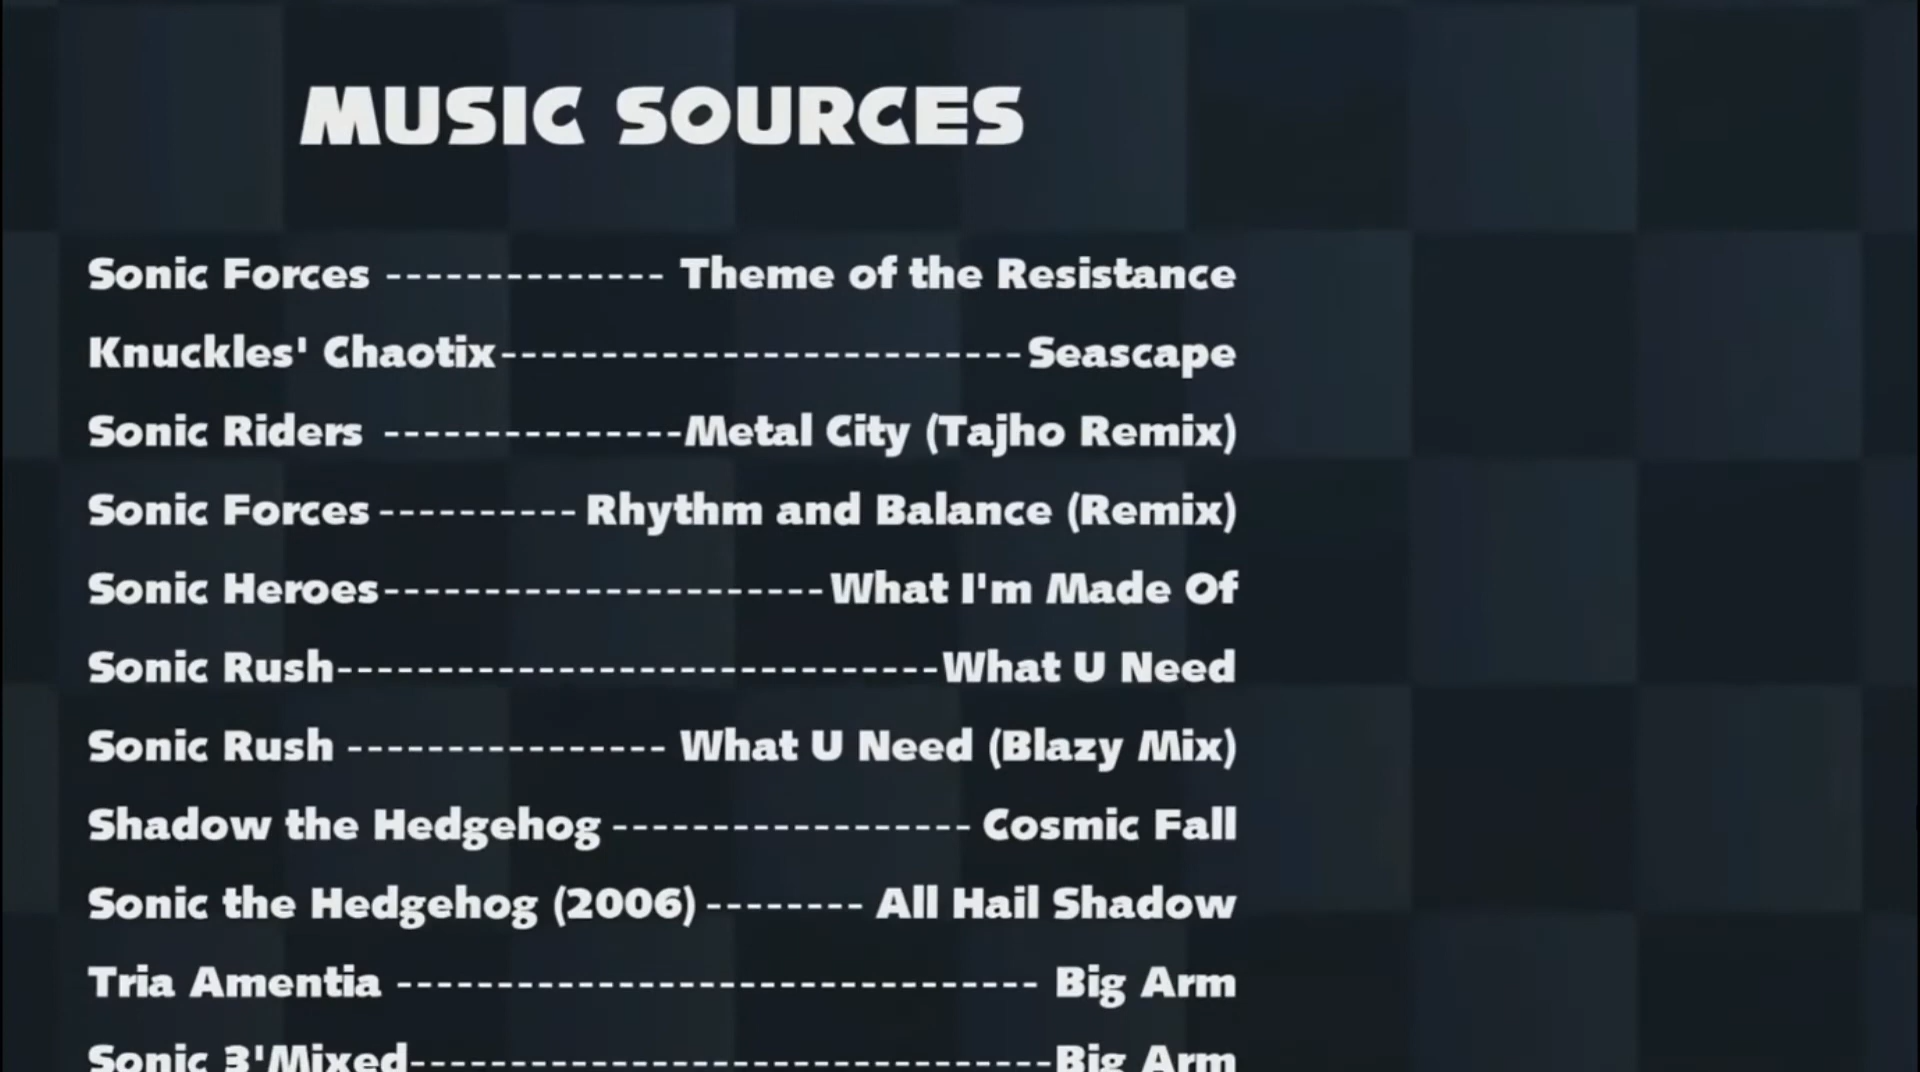 MUSIC SOURCES
Sonic Forces -------------- Theme of the Resistance
Knuckles' Chaotix--------------------------Seascape
Sonic Riders ---------------Metal City (Tajho Remix)
Sonic Forces ---------- Rhythm and Balance (Remix)
Sonic Heroes----------------------What I'm Made Of
Sonic Rush------------------------------What U Need
Sonic Rush ---------------- What U Need (Blazy Mix)
Shadow the Hedgehog ------------------ Cosmic Fall
Sonic the Hedgehog (2006) -------- All Hail Shadow
Tria Amentia -------------------------------- Big Arm
Sonic 3'Mixed--------------------------------Big Arm